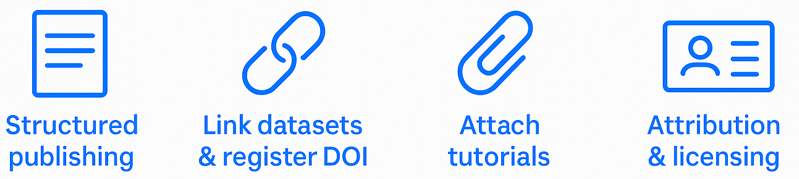 Structured
publishing
Link datasets
& register DOI
Attach
tutorials
Attribution
& licensing